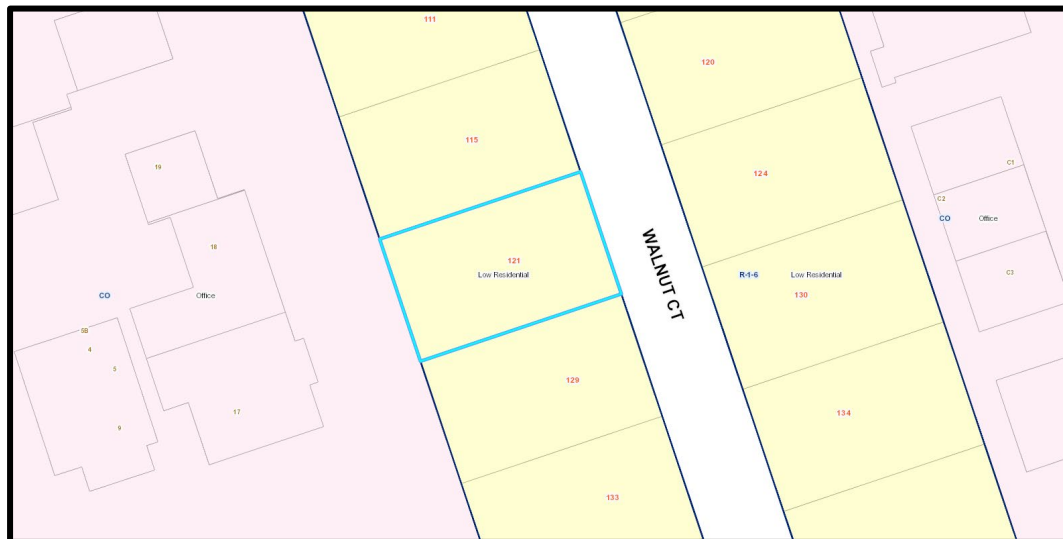 111
120
115
19
C1
124
C2
CO
Office
18
WALNUT CT
121
Low Residential
R-1-6
Low Residential
C3
CO
Office
130
SB
4
5
129
17
134
9
133